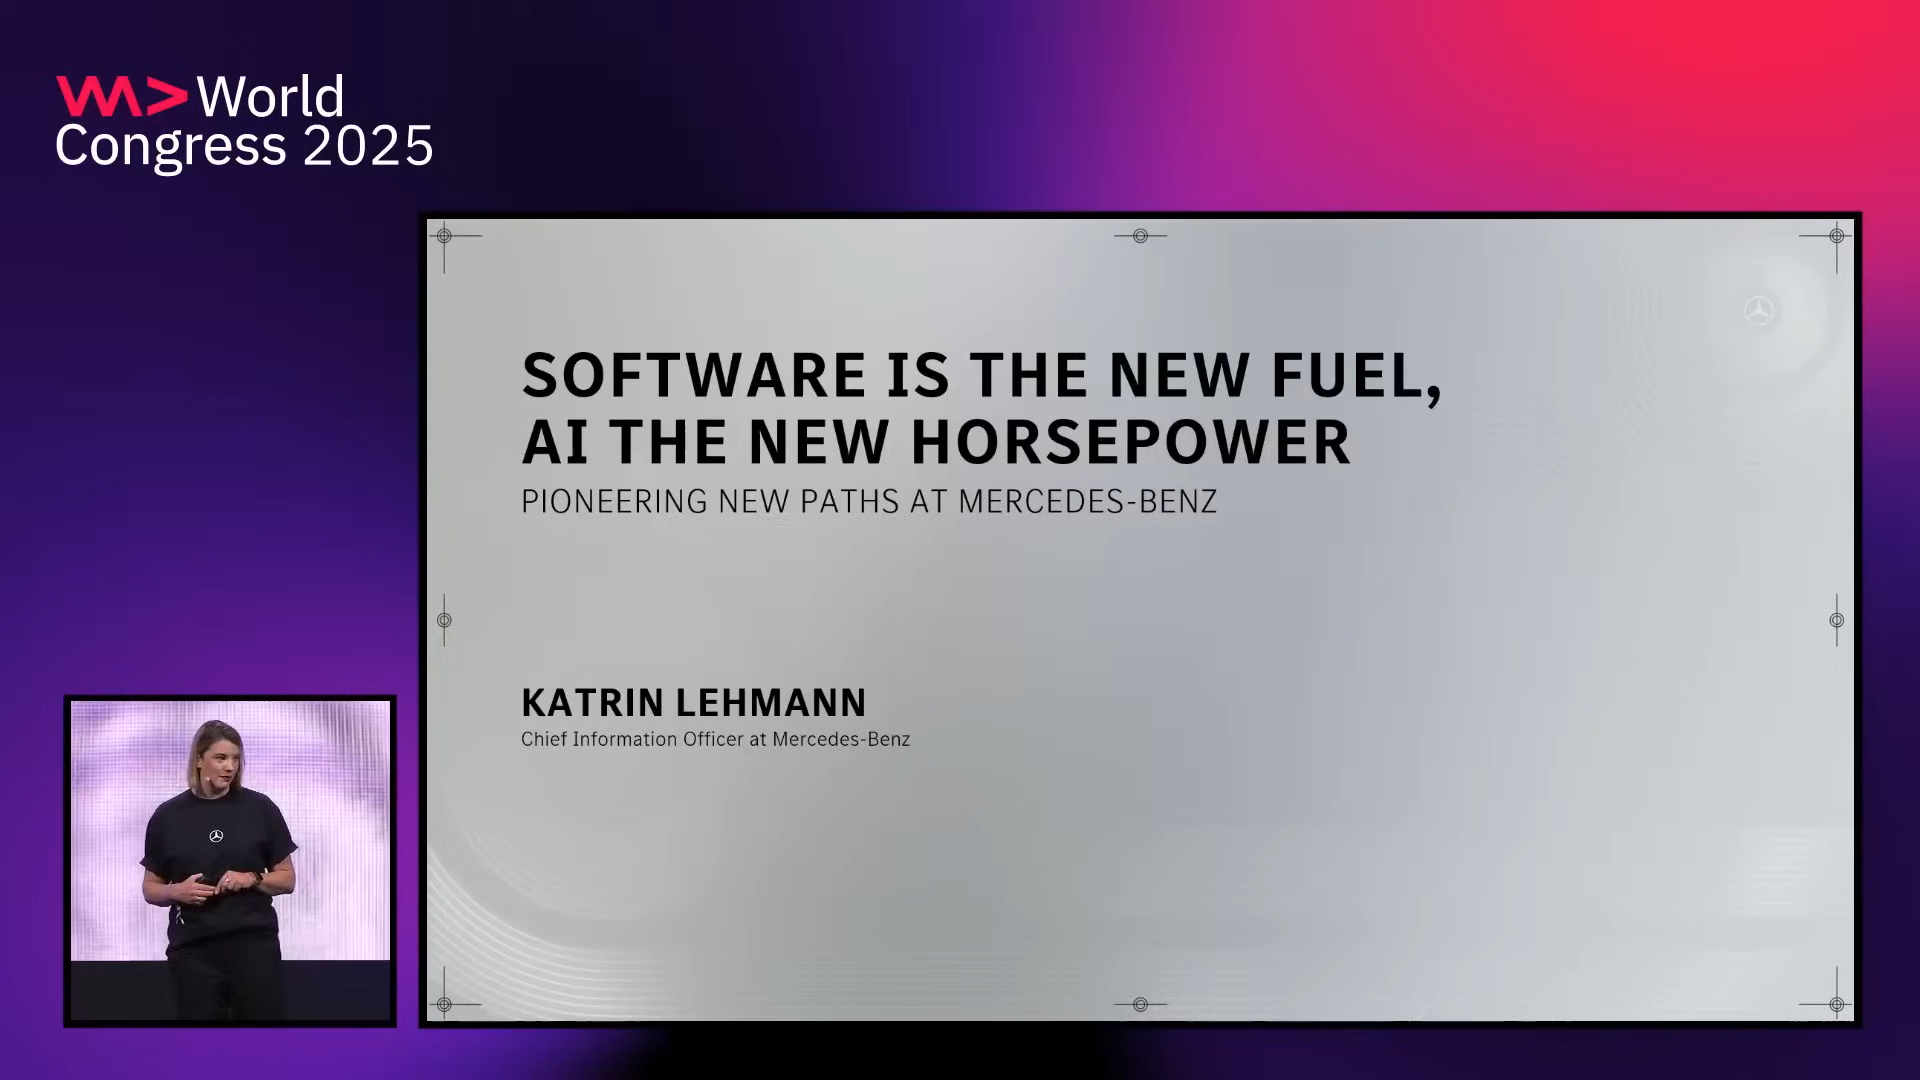 World
Congress 2025
SOFTWARE IS THE NEW FUEL,
AI THE NEW HORSEPOWER
PIONEERING NEW PATHS AT MERCEDES-BENZ
KATRIN LEHMANN
Chief Information Officer at Mercedes-Benz